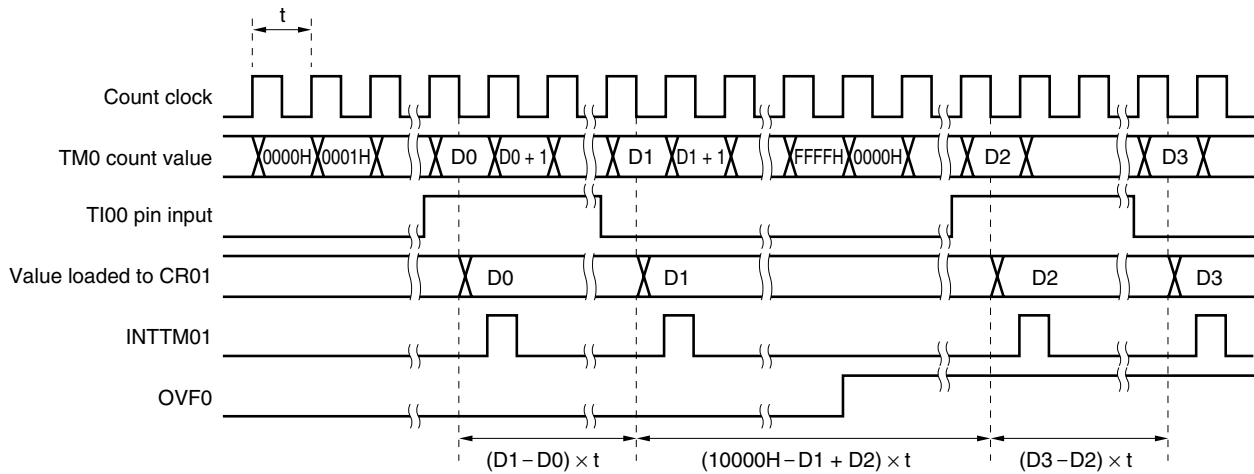 t
Count clock
TM0 count value 0000H 0001H D0 D0 + 1 D1 D1 + 1 FFFFH 0000H D2 D3
TI00 pin input
Value loaded to CR01 D0 D1 D2 D3
INTTM01
OVF0
(D1 – D0) × t (10000H – D1 + D2) × t (D3 – D2) × t